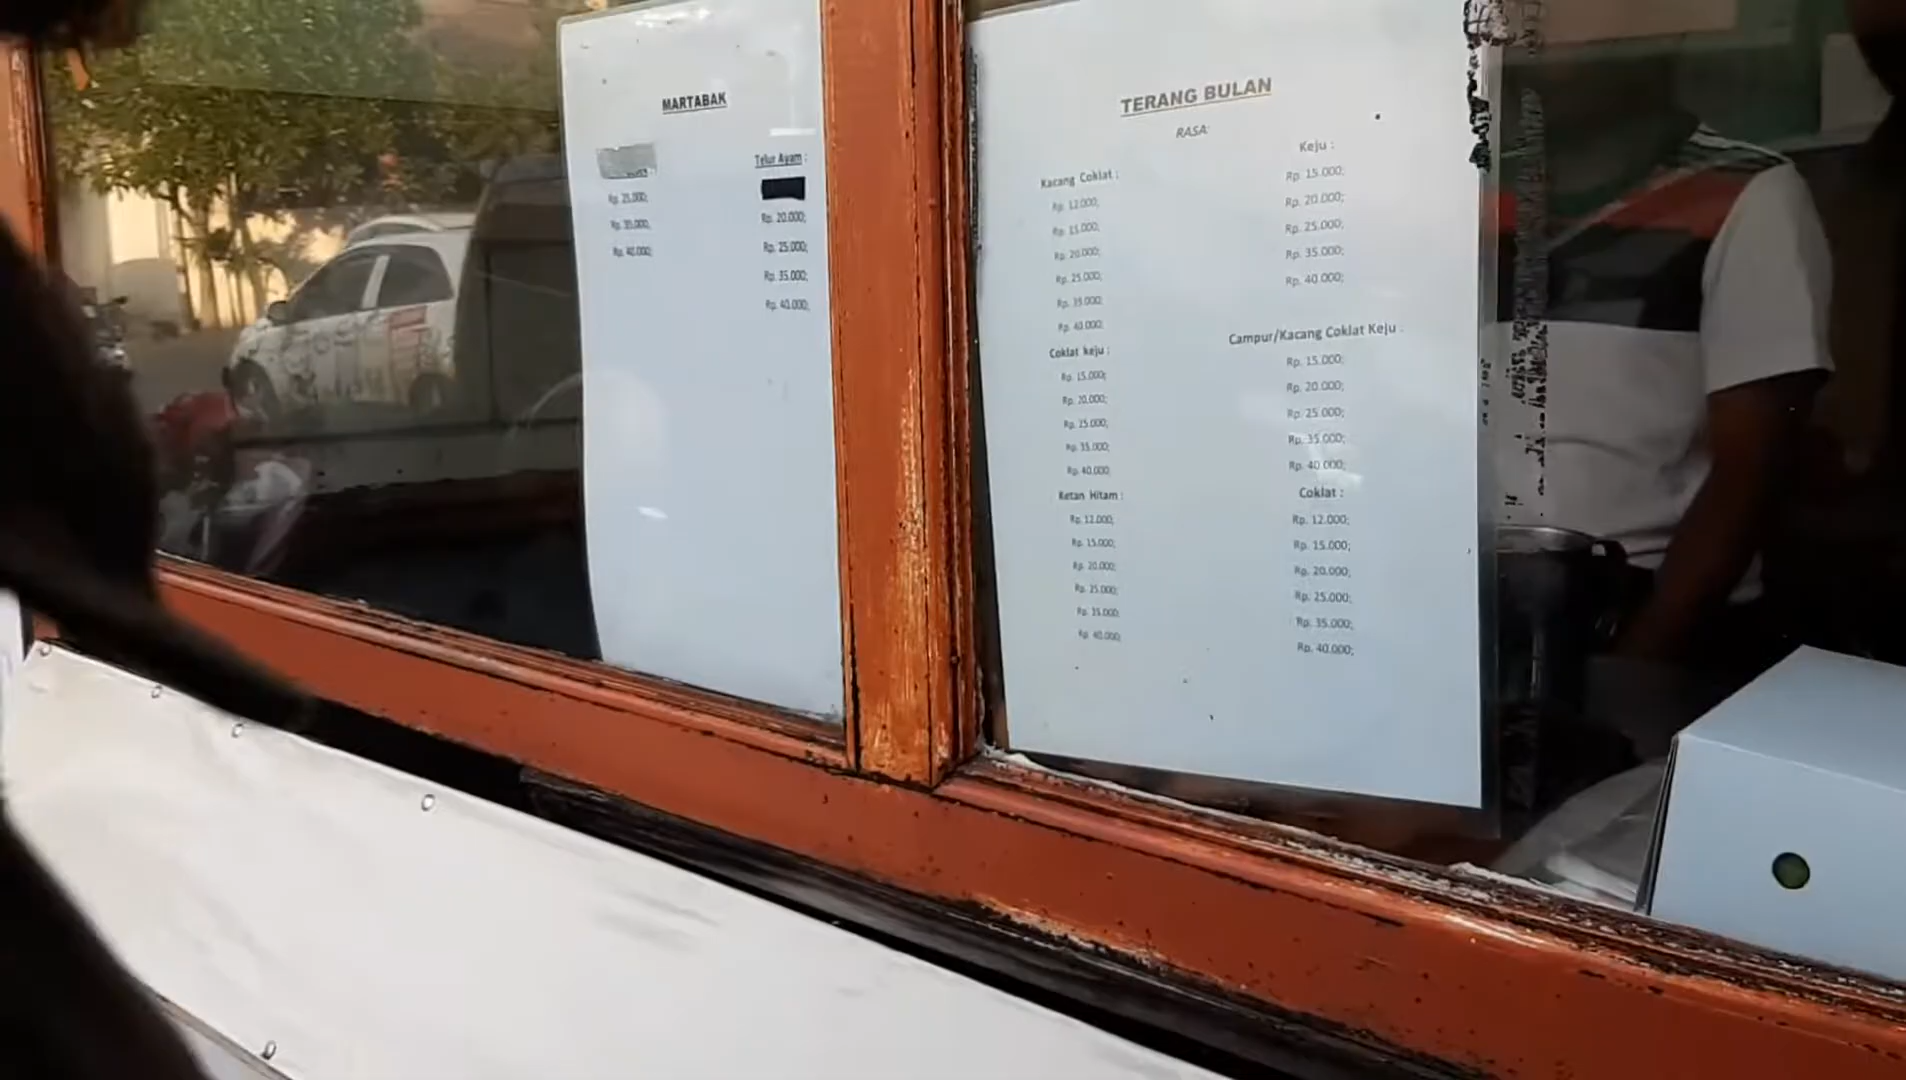 MARTABAK
Rp. 25.000;
Rp. 35.000;
Rp. 40.000;
Telur Ayam :
Rp. 20.000;
Rp. 25.000;
Rp. 35.000;
Rp. 40.000;
TERANG BULAN
RASA:
Kacang Coklat :
Rp. 12.000;
Rp. 15.000;
Rp. 20.000;
Rp. 25.000;
Rp. 35.000;
Rp. 40.000;
Coklat keju :
Rp. 15.000;
Rp. 20.000;
Rp. 25.000;
Rp. 35.000;
Rp. 40.000;
Ketan Hitam :
Rp. 12.000;
Rp. 15.000;
Rp. 20.000;
Rp. 25.000;
Rp. 35.000;
Rp. 40.000;
Keju :
Rp. 15.000;
Rp. 20.000;
Rp. 25.000;
Rp. 35.000;
Rp. 40.000;
Campur/Kacang Coklat Keju :
Rp. 15.000;
Rp. 20.000;
Rp. 25.000;
Rp. 35.000;
Rp. 40.000;
Coklat :
Rp. 12.000;
Rp. 15.000;
Rp. 20.000;
Rp. 25.000;
Rp. 35.000;
Rp. 40.000;